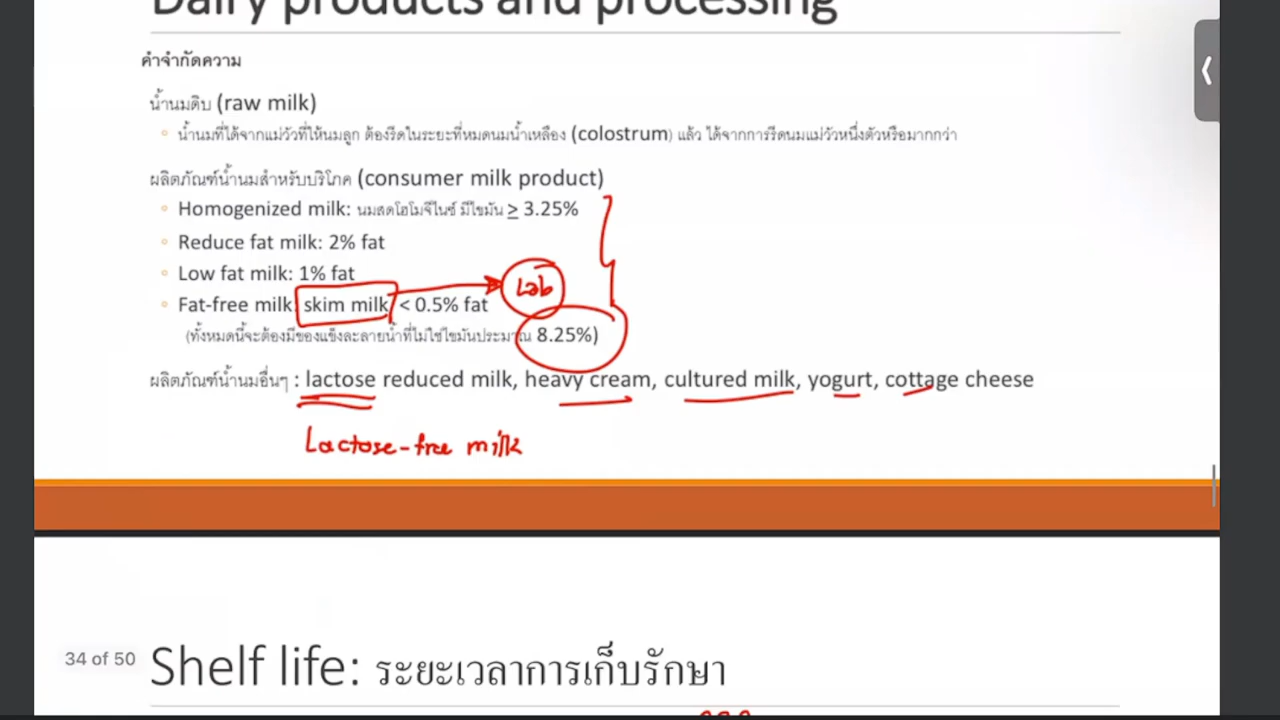 Dairy products and processing
คำจำกัดความ
น้ำนมดิบ (raw milk)
น้ำนมที่ได้จากแม่วัวที่ให้นมลูก ต้องรีดในระยะที่หมดนมน้ำเหลือง (colostrum) แล้ว ได้จากการรีดนมแม่วัวหนึ่งตัวหรือมากกว่า
ผลิตภัณฑ์น้ำนมสำหรับบริโภค (consumer milk product)
Homogenized milk: นมสดโฮโมจีไนซ์ มีไขมัน ≥ 3.25%
Reduce fat milk: 2% fat
Low fat milk: 1% fat
Lab
Fat-free milk: skim milk < 0.5% fat
(ทั้งหมดนี้จะต้องมีของแข็งละลายน้ำที่ไม่ใช่ไขมันประมาณ 8.25%)
ผลิตภัณฑ์น้ำนมอื่นๆ : lactose reduced milk, heavy cream, cultured milk, yogurt, cottage cheese
Lactose-free milk
34 of 50
Shelf life: ระยะเวลาการเก็บรักษา